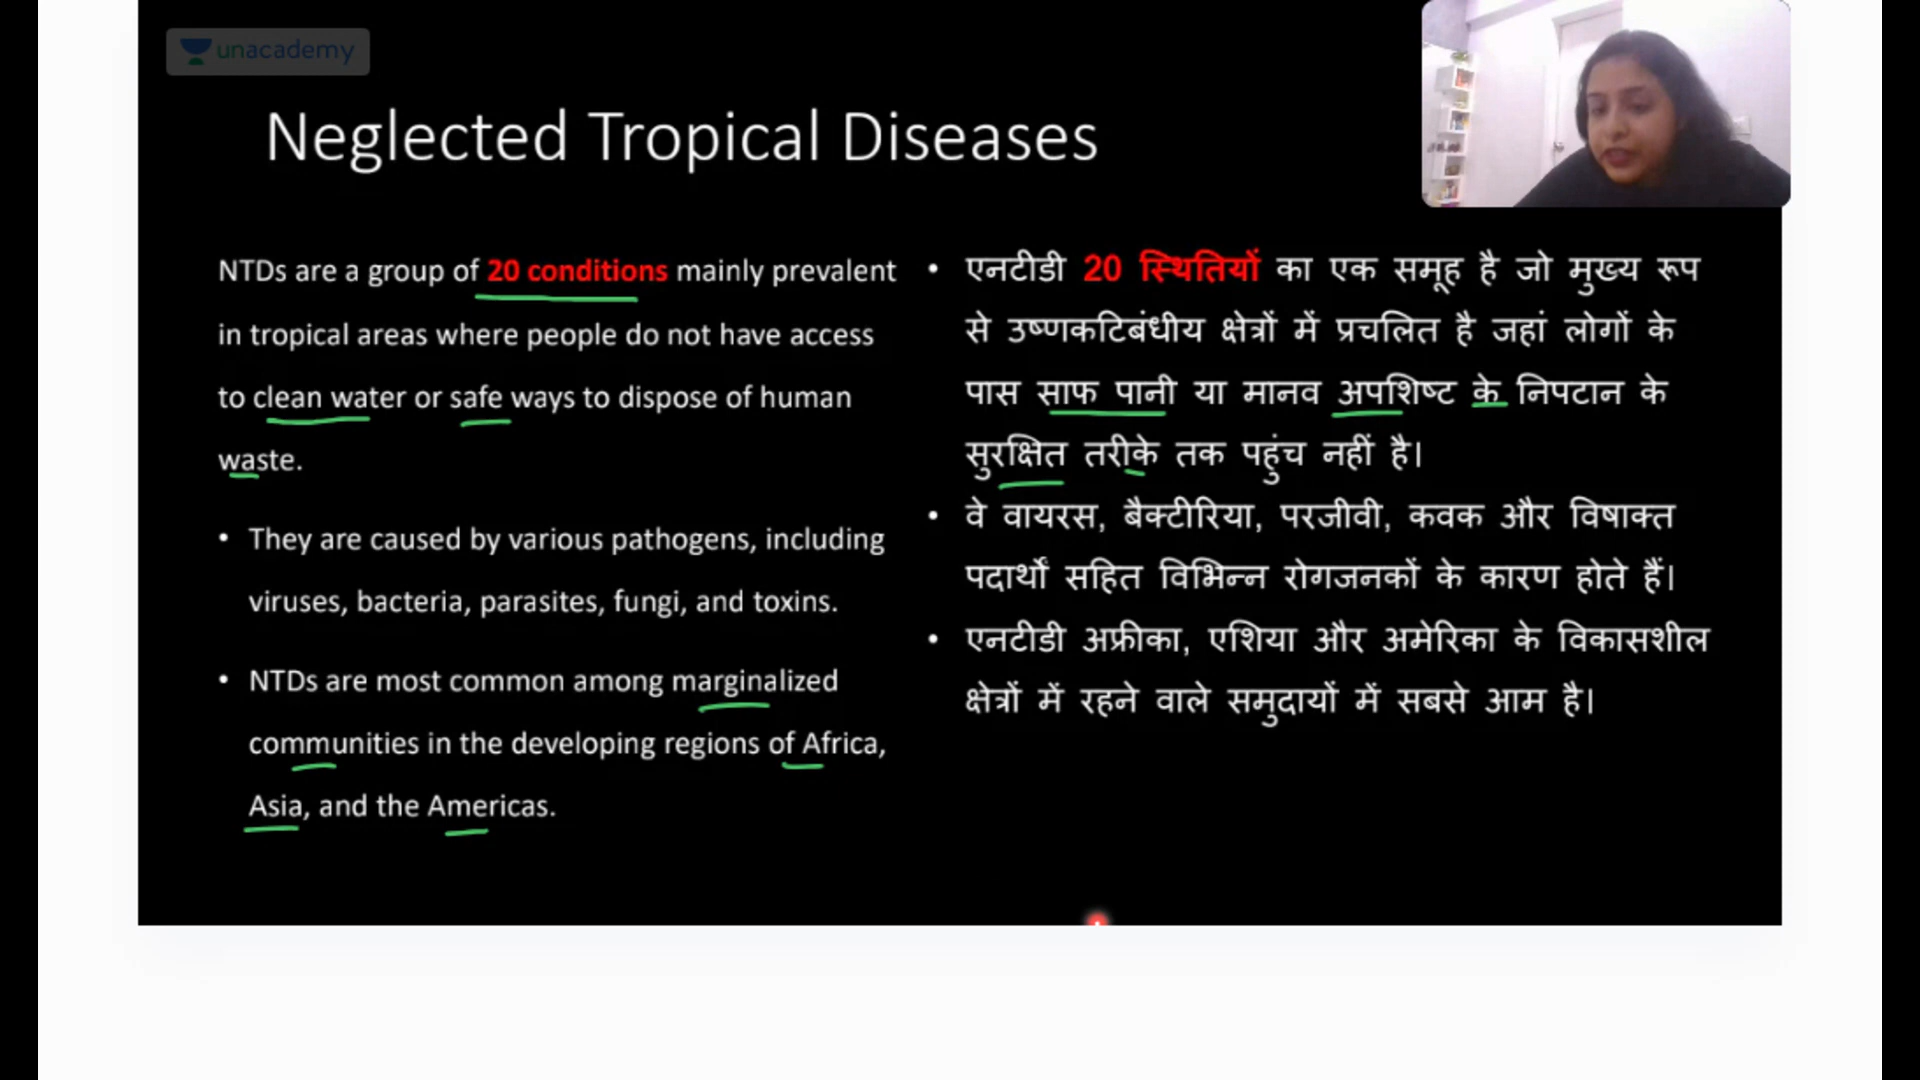 unacademy
Neglected Tropical Diseases
NTDs are a group of 20 conditions mainly prevalent
in tropical areas where people do not have access
to clean water or safe ways to dispose of human
waste.
• They are caused by various pathogens, including
viruses, bacteria, parasites, fungi, and toxins.
• NTDs are most common among marginalized
communities in the developing regions of Africa,
Asia, and the Americas.
• एनटीडी 20 स्थितियों का एक समूह है जो मुख्य रूप
से उष्णकटिबंधीय क्षेत्रों में प्रचलित है जहां लोगों के
पास साफ पानी या मानव अपशिष्ट के निपटान के
सुरक्षित तरीके तक पहुंच नहीं है।
• वे वायरस, बैक्टीरिया, परजीवी, कवक और विषाक्त
पदार्थों सहित विभिन्न रोगजनकों के कारण होते हैं।
• एनटीडी अफ्रीका, एशिया और अमेरिका के विकासशील
क्षेत्रों में रहने वाले समुदायों में सबसे आम है।